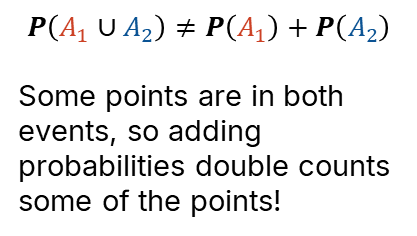 P(A₁ ∪ A₂) ≠ P(A₁) + P(A₂)
Some points are in both
events, so adding
probabilities double counts
some of the points!